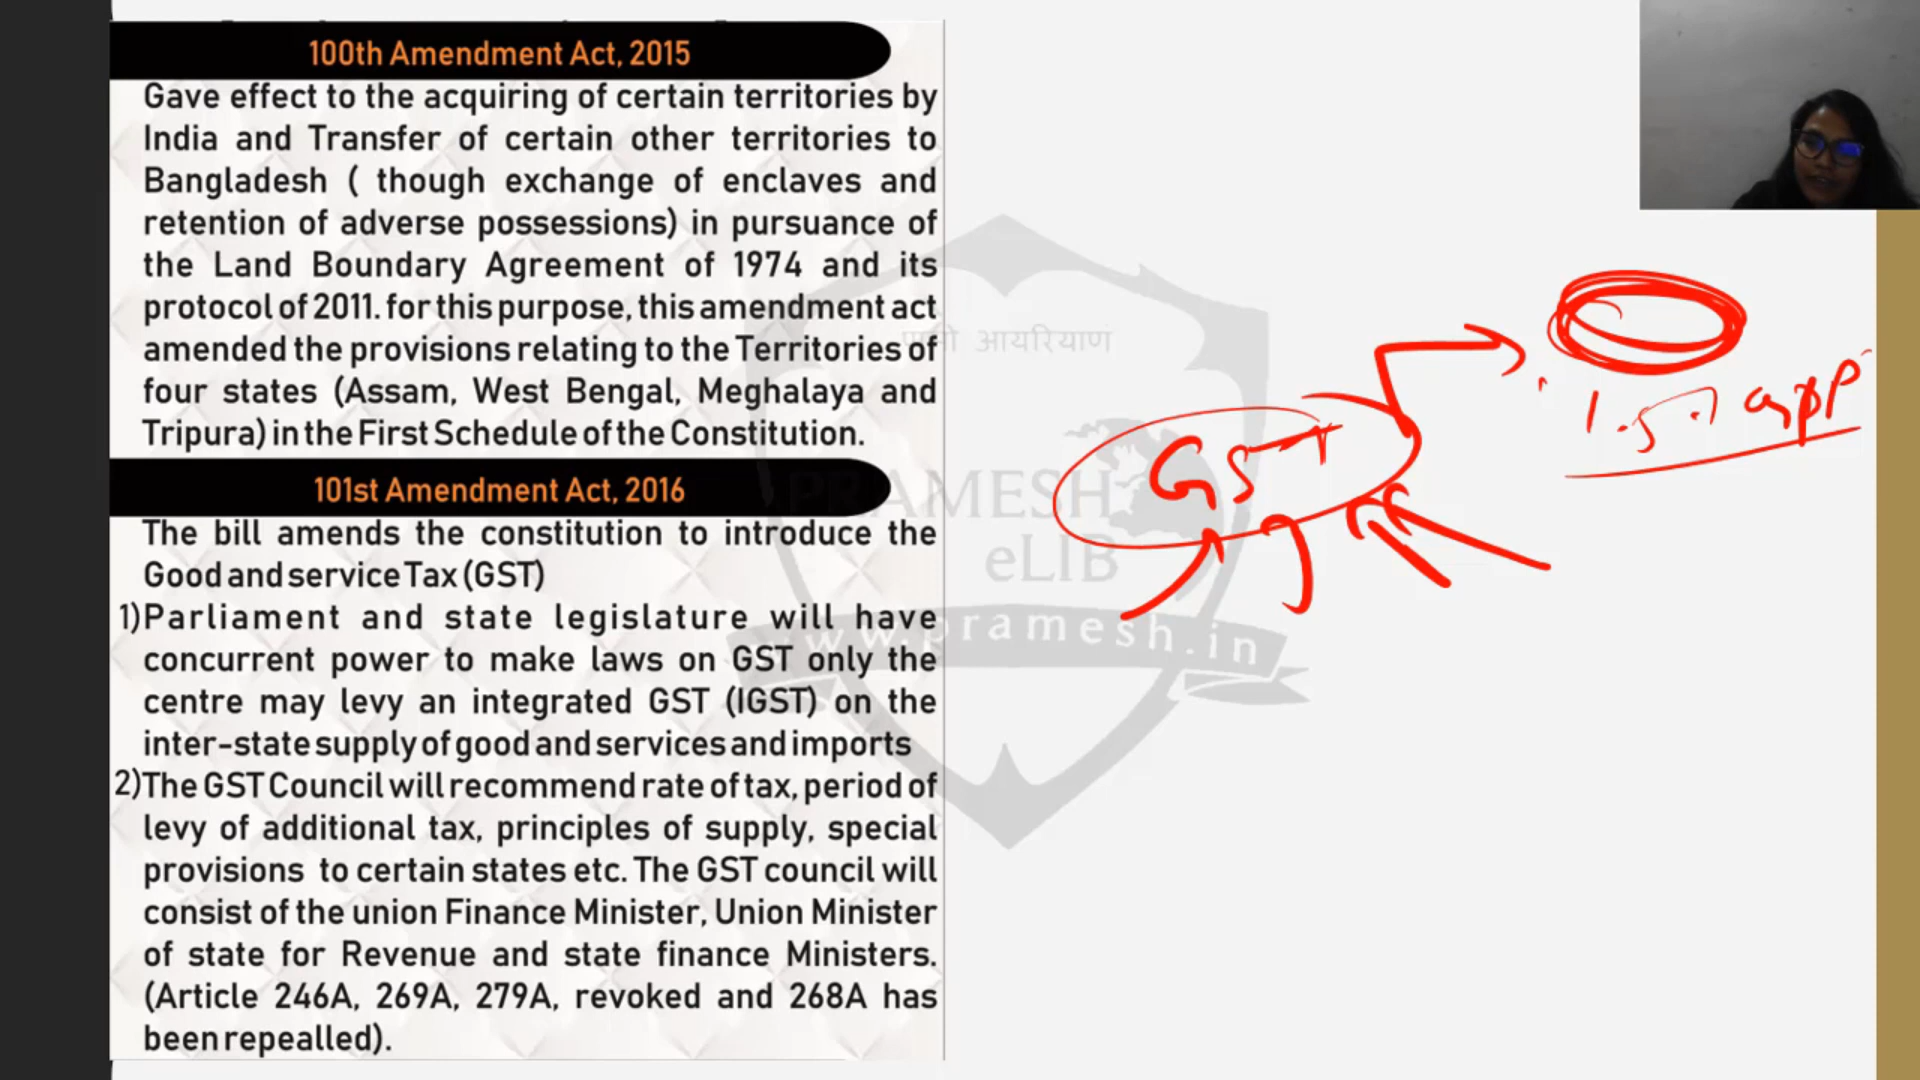 100th Amendment Act, 2015
Gave effect to the acquiring of certain territories by
India and Transfer of certain other territories to
Bangladesh ( though exchange of enclaves and
retention of adverse possessions) in pursuance of
the Land Boundary Agreement of 1974 and its
protocol of 2011. for this purpose, this amendment act
amended the provisions relating to the Territories of
four states (Assam, West Bengal, Meghalaya and
Tripura) in the First Schedule of the Constitution.
101st Amendment Act, 2016
The bill amends the constitution to introduce the
Good and service Tax (GST)
1)Parliament and state legislature will have
concurrent power to make laws on GST only the
centre may levy an integrated GST (IGST) on the
inter-state supply of good and services and imports
2)The GST Council will recommend rate of tax, period of
levy of additional tax, principles of supply, special
provisions to certain states etc. The GST council will
consist of the union Finance Minister, Union Minister
of state for Revenue and state finance Ministers.
(Article 246A, 269A, 279A, revoked and 268A has
been repealled).
GST
आयरियाणं
PRAMESH
eLIB
www.pramesh.in